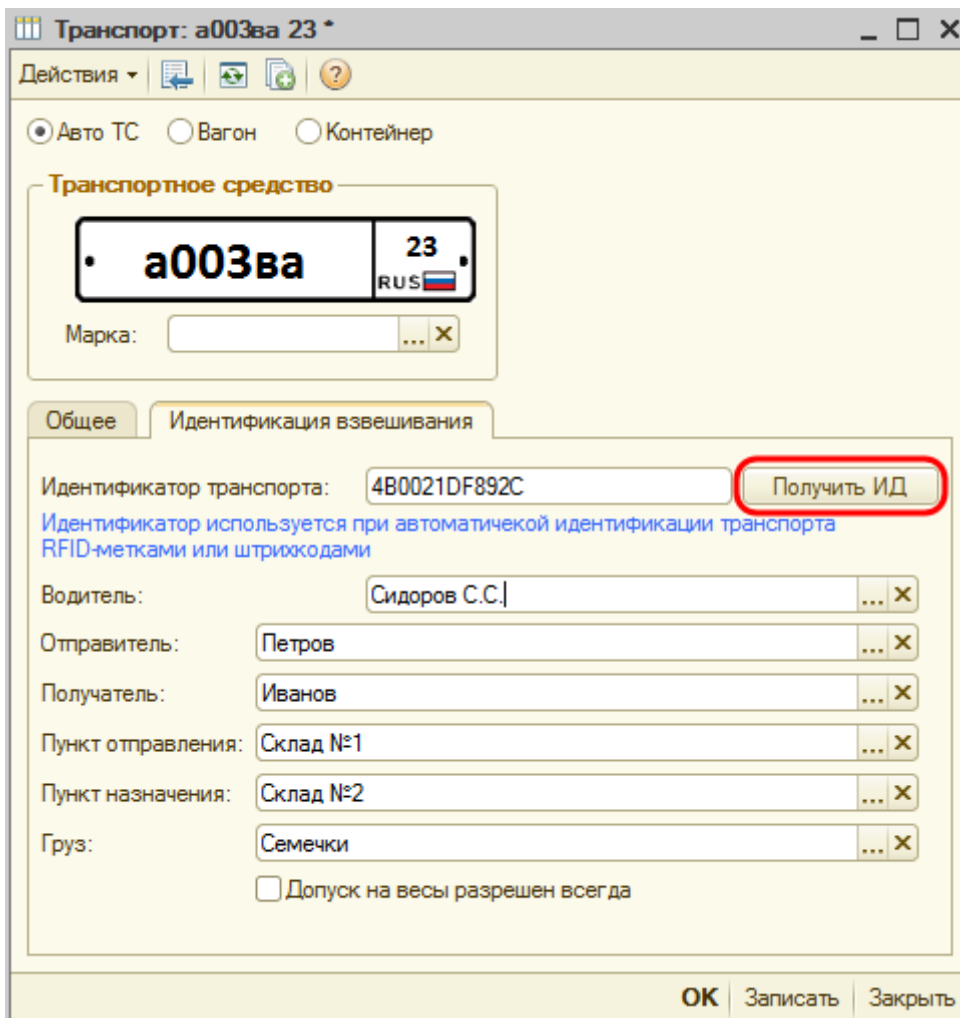 Транспорт: а003ва 23 *
Действия
Авто ТС Вагон Контейнер
Транспортное средство
а003ва 23
RUS
Марка:
Общее Идентификация взвешивания
Идентификатор транспорта: 4B0021DF892C Получить ИД
Идентификатор используется при автоматичекой идентификации транспорта
RFID-метками или штрихкодами
Водитель: Сидоров С.С.
Отправитель: Петров
Получатель: Иванов
Пункт отправления: Склад №1
Пункт назначения: Склад №2
Груз: Семечки
Допуск на весы разрешен всегда
OK Записать Закрыть